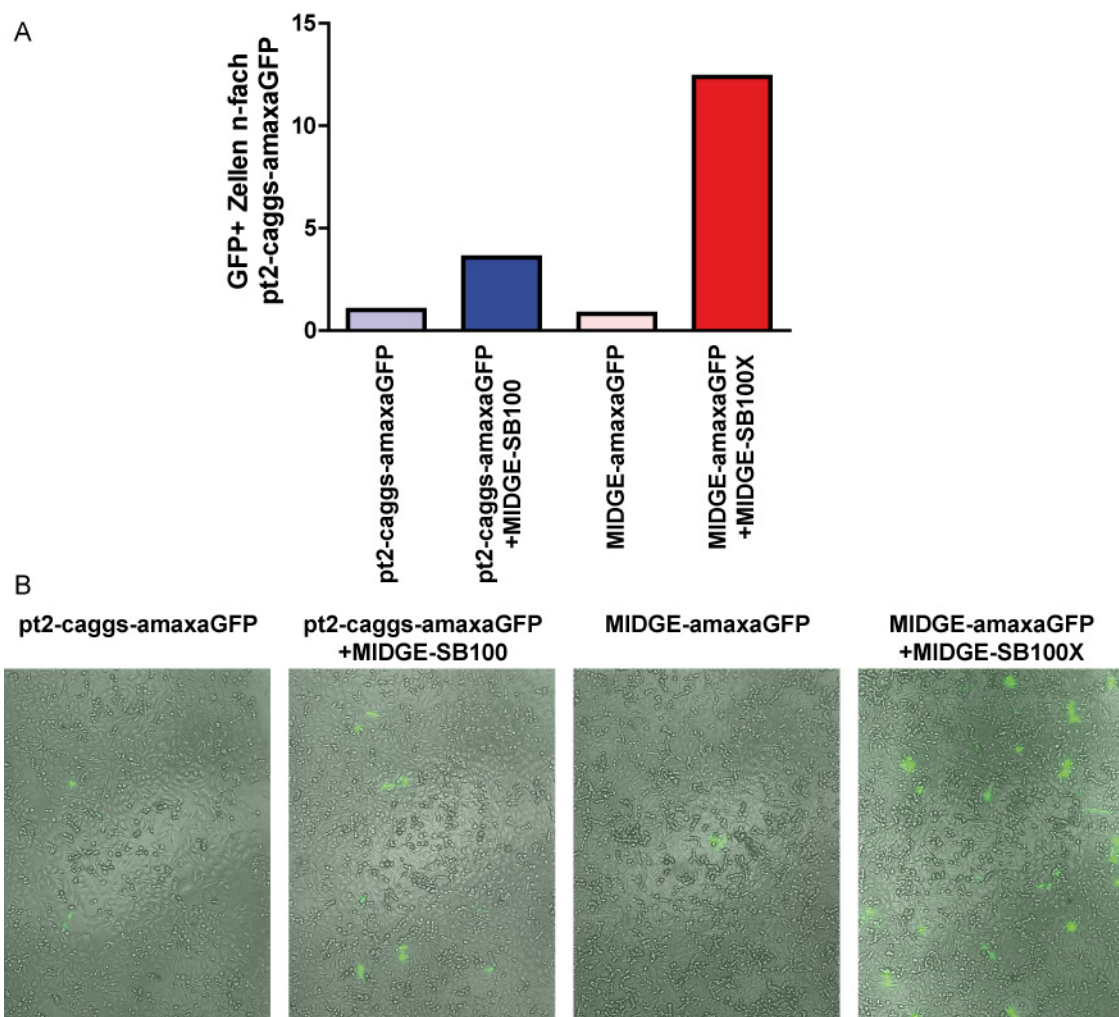 A
GFP+ Zellen n-fach
pt2-caggs-amaxaGFP
15
10
5
0
pt2-caggs-amaxaGFP
pt2-caggs-amaxaGFP
+MIDGE-SB100
MIDGE-amaxaGFP
MIDGE-amaxaGFP
+MIDGE-SB100X
B
pt2-caggs-amaxaGFP
pt2-caggs-amaxaGFP
+MIDGE-SB100
MIDGE-amaxaGFP
MIDGE-amaxaGFP
+MIDGE-SB100X